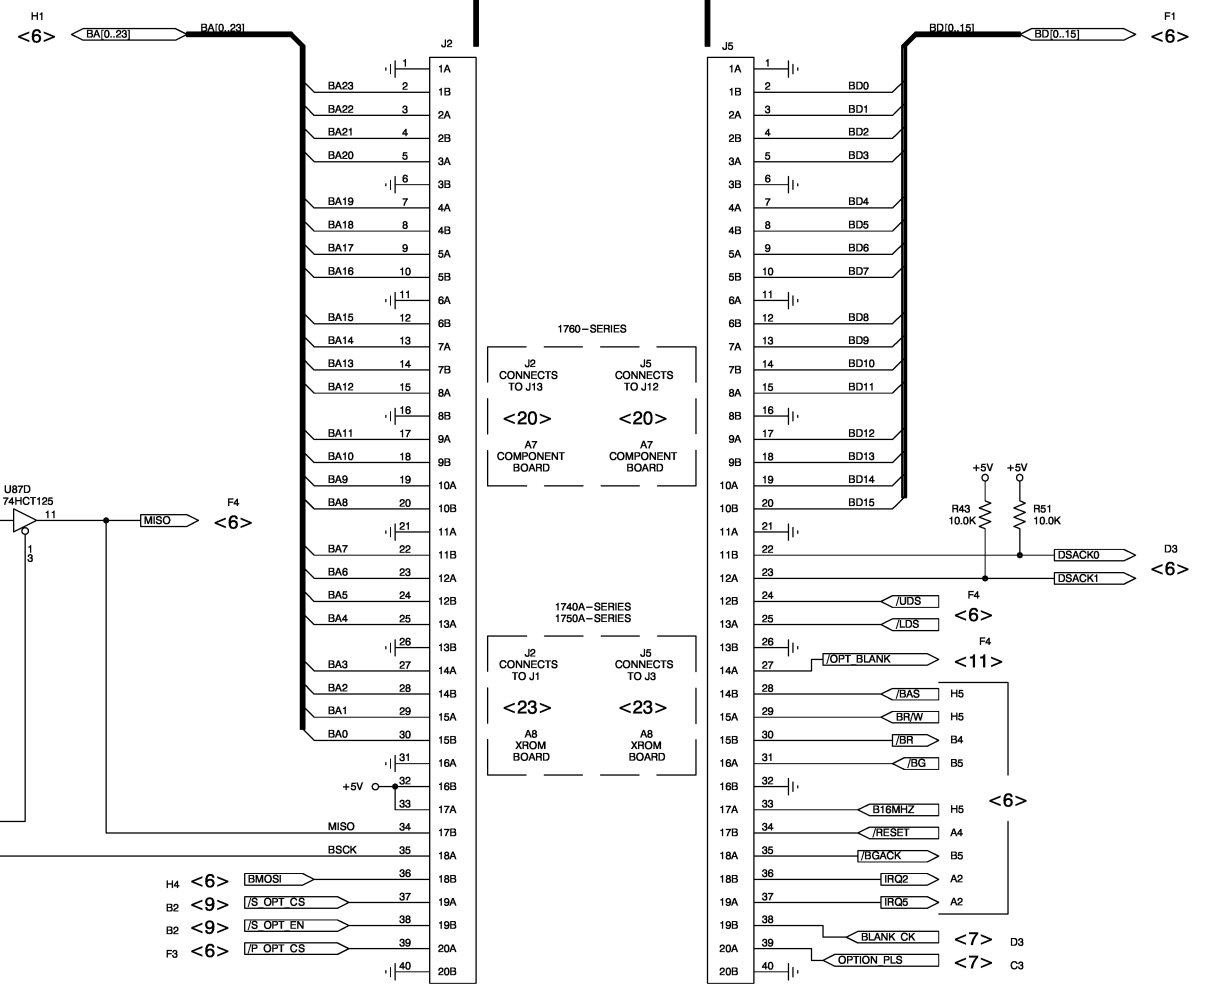 H1
<6>
BA[0..23]
BA[0..23]
J2
1 1A
BA23 2 1B
BA22 3 2A
BA21 4 2B
BA20 5 3A
6 3B
BA19 7 4A
BA18 8 4B
BA17 9 5A
BA16 10 5B
11 6A
BA15 12 6B
BA14 13 7A
BA13 14 7B
BA12 15 8A
16 8B
BA11 17 9A
BA10 18 9B
BA9 19 10A
BA8 20 10B
21 11A
BA7 22 11B
BA6 23 12A
BA5 24 12B
BA4 25 13A
26 13B
BA3 27 14A
BA2 28 14B
BA1 29 15A
BA0 30 15B
31 16A
+5V 32 16B
33 17A
MISO 34 17B
BSCK 35 18A
H4 <6> BMOSI 36 18B
B2 <9> /S_OPT_CS 37 19A
B2 <9> /S_OPT_EN 38 19B
F3 <6> /P_OPT_CS 39 20A
40 20B
U87D
74HCT125
11
1
3
MISO
F4
<6>
1760-SERIES
J2
CONNECTS
TO J13
<20>
A7
COMPONENT
BOARD
J5
CONNECTS
TO J12
<20>
A7
COMPONENT
BOARD
1740A-SERIES
1750A-SERIES
J2
CONNECTS
TO J1
<23>
A8
XROM
BOARD
J5
CONNECTS
TO J3
<23>
A8
XROM
BOARD
F1
<6>
BD[0..15]
BD[0..15]
J5
1A 1
1B 2 BD0
2A 3 BD1
2B 4 BD2
3A 5 BD3
3B 6
4A 7 BD4
4B 8 BD5
5A 9 BD6
5B 10 BD7
6A 11
6B 12 BD8
7A 13 BD9
7B 14 BD10
8A 15 BD11
8B 16
9A 17 BD12
9B 18 BD13
10A 19 BD14
10B 20 BD15
11A 21
11B 22 DSACK0
12A 23 DSACK1
12B 24 /UDS
13A 25 /LDS
13B 26
14A 27 /OPT_BLANK
14B 28 /BAS H5
15A 29 BR/W H5
15B 30 /BR B4
16A 31 /BG B5
16B 32
17A 33 B16MHZ H5
17B 34 /RESET A4
18A 35 /BGACK B5
18B 36 IRQ2 A2
19A 37 IRQ5 A2
19B 38 BLANK_CK <7> D3
20A 39 OPTION_PLS <7> C3
20B 40
+5V +5V
R43
10.0K
R51
10.0K
D3
<6>
F4
<6>
F4
<11>
<6>